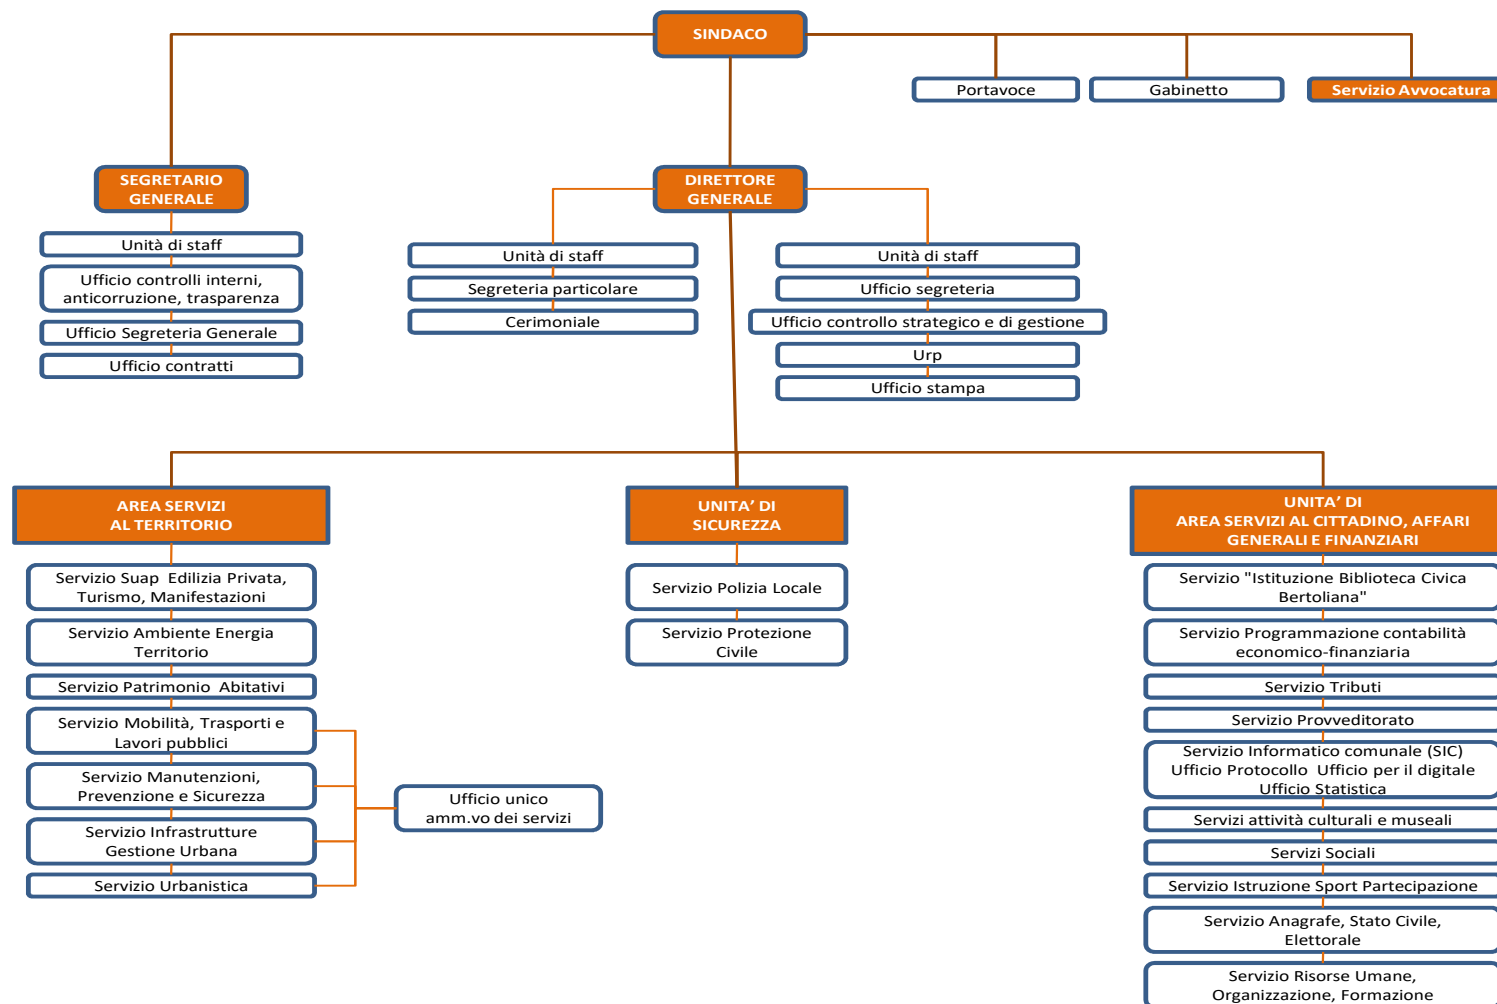 SINDACO
Portavoce
Gabinetto
Servizio Avvocatura
SEGRETARIO
GENERALE
Unità di staff
Ufficio controlli interni,
anticorruzione, trasparenza
Ufficio Segreteria Generale
Ufficio contratti
DIRETTORE
GENERALE
Unità di staff
Segreteria particolare
Cerimoniale
Unità di staff
Ufficio segreteria
Ufficio controllo strategico e di gestione
Urp
Ufficio stampa
AREA SERVIZI
AL TERRITORIO
Servizio Suap  Edilizia Privata,
Turismo, Manifestazioni
Servizio Ambiente Energia
Territorio
Servizio Patrimonio  Abitativi
Servizio Mobilità, Trasporti e
Lavori pubblici
Servizio Manutenzioni,
Prevenzione e Sicurezza
Servizio Infrastrutture
Gestione Urbana
Servizio Urbanistica
Ufficio unico
amm.vo dei servizi
UNITA’ DI
SICUREZZA
Servizio Polizia Locale
Servizio Protezione
Civile
UNITA’ DI
AREA SERVIZI AL CITTADINO, AFFARI
GENERALI E FINANZIARI
Servizio "Istituzione Biblioteca Civica
Bertoliana"
Servizio Programmazione contabilità
economico-finanziaria
Servizio Tributi
Servizio Provveditorato
Servizio Informatico comunale (SIC)
Ufficio Protocollo  Ufficio per il digitale
Ufficio Statistica
Servizi attività culturali e museali
Servizi Sociali
Servizio Istruzione Sport Partecipazione
Servizio Anagrafe, Stato Civile,
Elettorale
Servizio Risorse Umane,
Organizzazione, Formazione